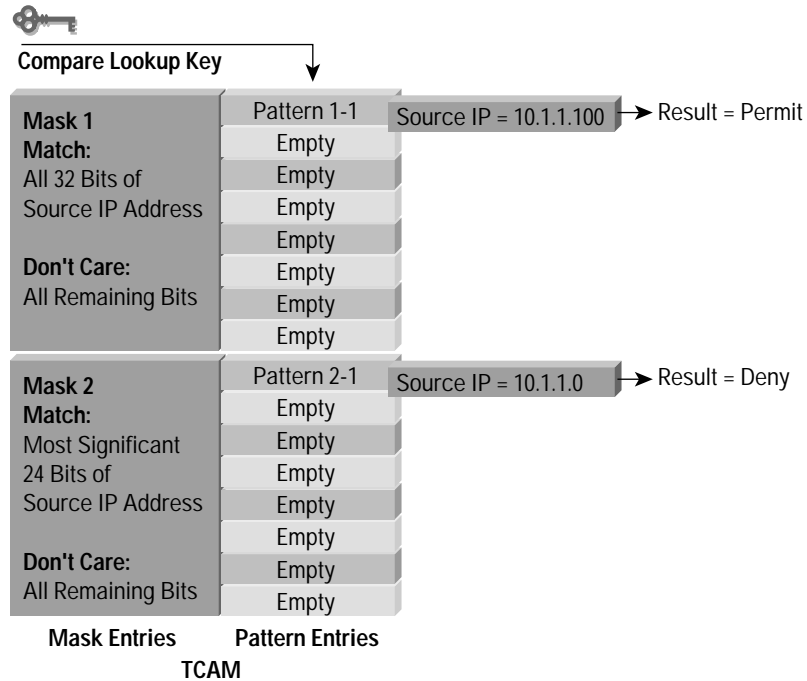 Compare Lookup Key
Mask 1
Match:
All 32 Bits of
Source IP Address
Don't Care:
All Remaining Bits
Pattern 1-1
Source IP = 10.1.1.100
Result = Permit
Empty
Empty
Empty
Empty
Empty
Empty
Empty
Mask 2
Match:
Most Significant
24 Bits of
Source IP Address
Don't Care:
All Remaining Bits
Pattern 2-1
Source IP = 10.1.1.0
Result = Deny
Empty
Empty
Empty
Empty
Empty
Empty
Empty
Mask Entries
Pattern Entries
TCAM